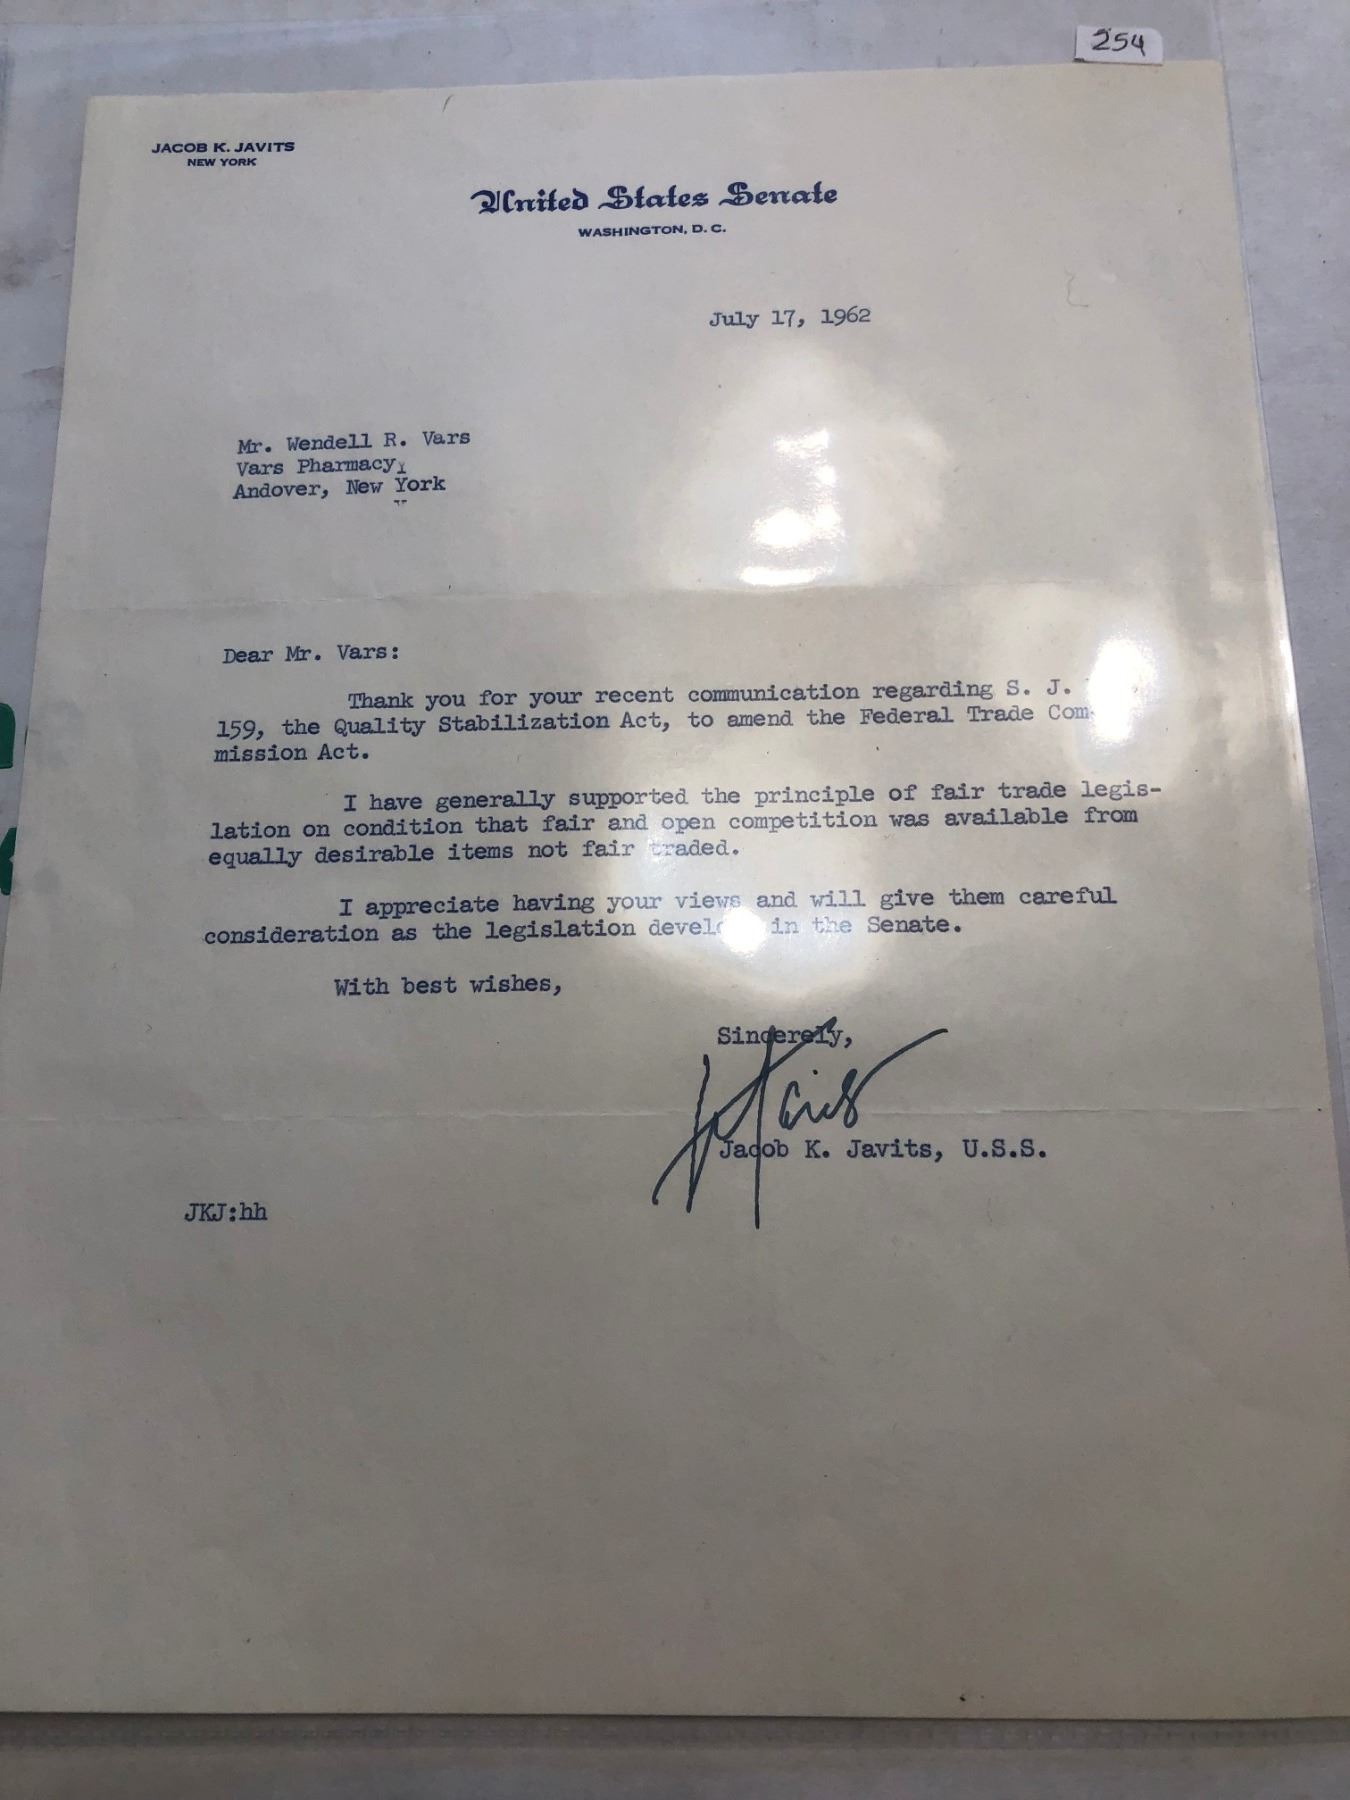 254
JACOB K. JAVITS
NEW YORK
United States Senate
WASHINGTON, D. C.
July 17, 1962
Mr. Wendell R. Vars
Vars Pharmacy
Andover, New York
Dear Mr. Vars:
Thank you for your recent communication regarding S. J.
159, the Quality Stabilization Act, to amend the Federal Trade Com-
mission Act.
I have generally supported the principle of fair trade legis-
lation on condition that fair and open competition was available from
equally desirable items not fair traded.
I appreciate having your views and will give them careful
consideration as the legislation in the Senate.
With best wishes,
Sincerely,
Javits
Jacob K. Javits, U.S.S.
JKJ:hh